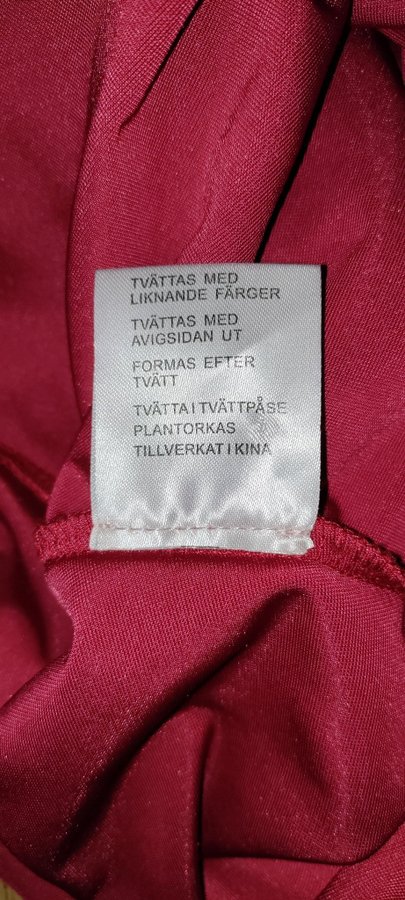 TVÄTTAS MED
LIKNANDE FÄRGER
TVÄTTAS MED
AVIGSIDAN UT
FORMAS EFTER
TVÄTT
TVÄTTA I TVÄTTPÅSE
PLANTORKAS
TILLVERKAT I KINA